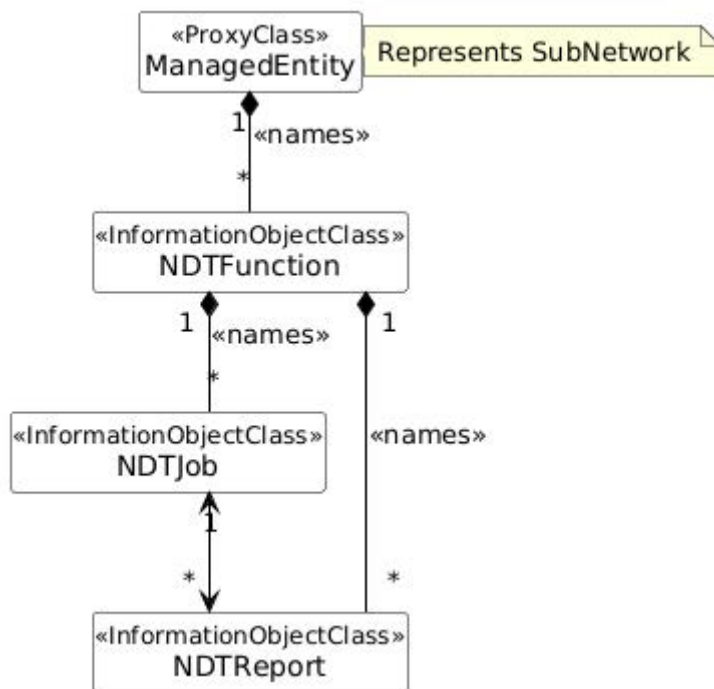 «ProxyClass»
ManagedEntity
Represents SubNetwork
1
«names»
*
«InformationObjectClass»
NDTFunction
1
1
«names»
*
«InformationObjectClass»
NDTJob
«names»
1
*
*
«InformationObjectClass»
NDTReport